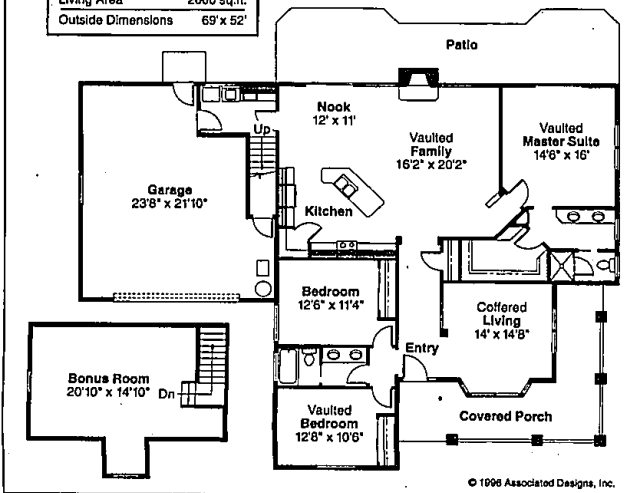 Living Area 2000 sq.ft.
Outside Dimensions 69' x 52'
Patio
Nook
12' x 11'
Up
Vaulted
Family
16'2" x 20'2"
Vaulted
Master Suite
14'6" x 16'
Garage
23'8" x 21'10"
Kitchen
Bedroom
12'6" x 11'4"
Coffered
Living
14' x 14'8"
Entry
Bonus Room
20'10" x 14'10"
Dn
Vaulted
Bedroom
12'8" x 10'6"
Covered Porch
© 1996 Associated Designs, Inc.